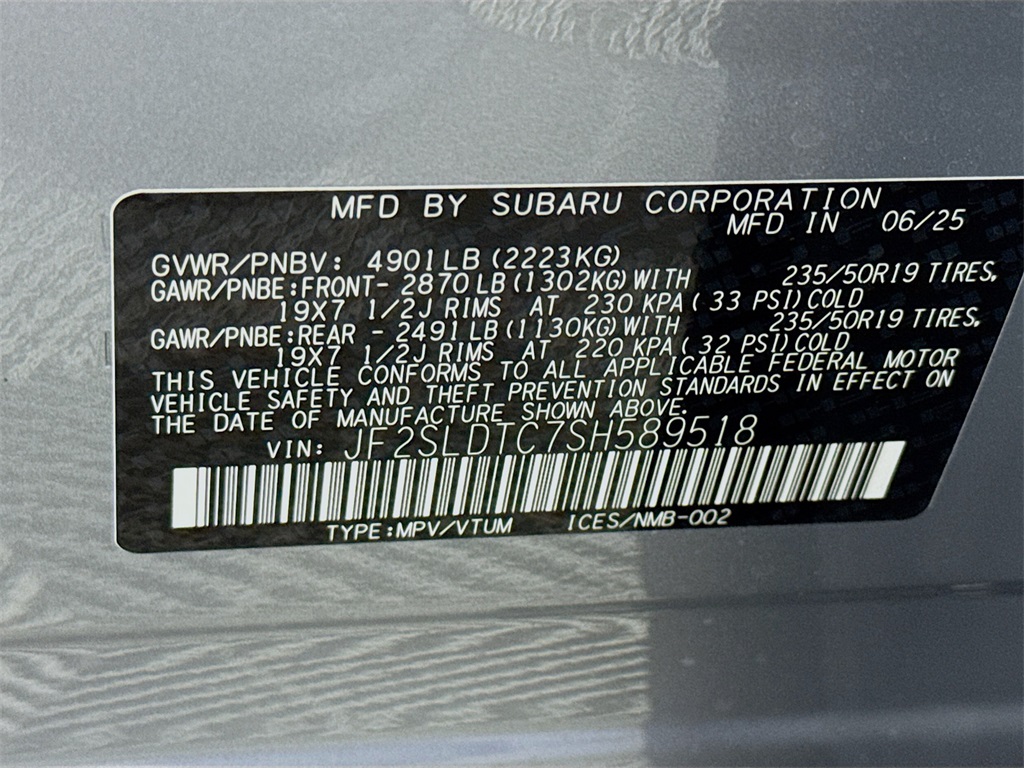 MFD BY SUBARU CORPORATION
MFD IN 06/25
GVWR/PNBV: 4901LB (2223KG)
GAWR/PNBE:FRONT- 2870LB(1302KG)WITH 235/50R19 TIRES,
19X7 1/2J RIMS AT 230 KPA( 33 PSI)COLD
GAWR/PNBE:REAR - 2491LB(1130KG)WITH 235/50R19 TIRES,
19X7 1/2J RIMS AT 220 KPA( 32 PSI)COLD
THIS VEHICLE CONFORMS TO ALL APPLICABLE FEDERAL MOTOR
VEHICLE SAFETY AND THEFT PREVENTION STANDARDS IN EFFECT ON
THE DATE OF MANUFACTURE SHOWN ABOVE.
VIN: JF2SLDTC7SH589518
TYPE:MPV/VTUM ICES/NMB-002